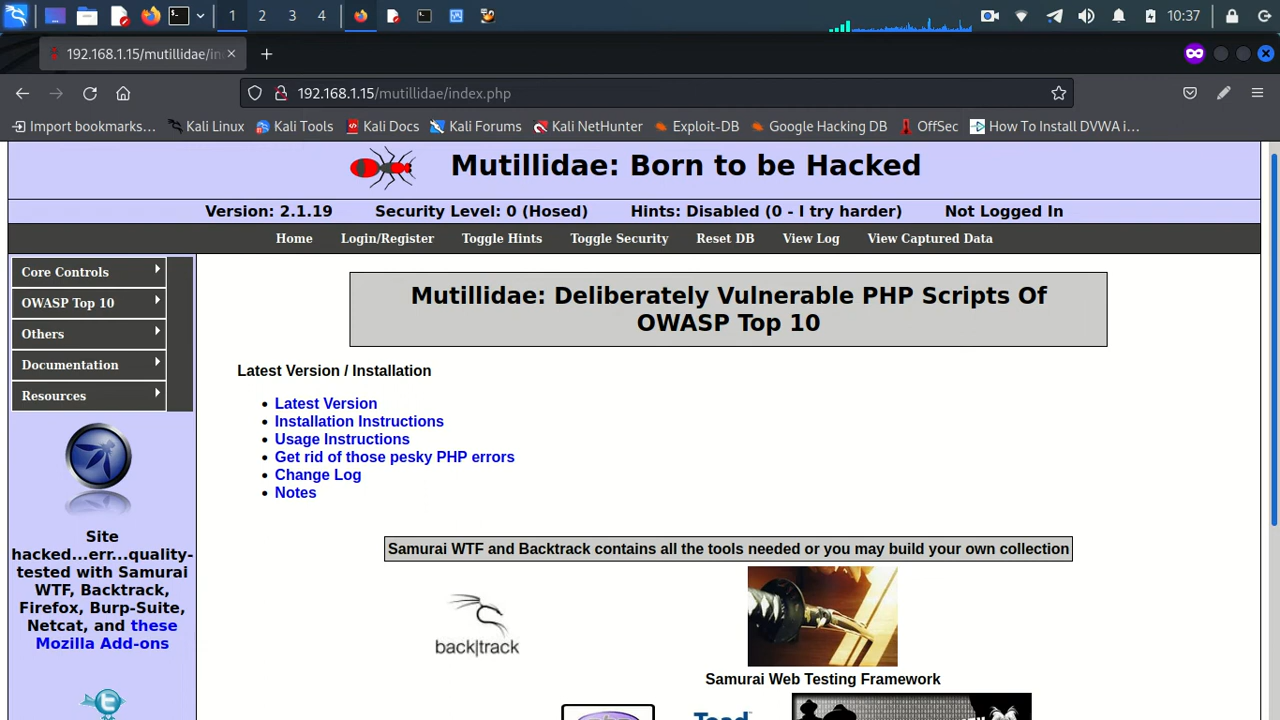 1 2 3 4 10:37
192.168.1.15/mutillidae/in
192.168.1.15/mutillidae/index.php
Import bookmarks… Kali Linux Kali Tools Kali Docs Kali Forums Kali NetHunter Exploit-DB Google Hacking DB OffSec How To Install DVWA i…
Mutillidae: Born to be Hacked
Version: 2.1.19 Security Level: 0 (Hosed) Hints: Disabled (0 - I try harder) Not Logged In
Home Login/Register Toggle Hints Toggle Security Reset DB View Log View Captured Data
Core Controls
OWASP Top 10
Others
Documentation
Resources
Site
hacked...err...quality-
tested with Samurai
WTF, Backtrack,
Firefox, Burp-Suite,
Netcat, and these
Mozilla Add-ons
Mutillidae: Deliberately Vulnerable PHP Scripts Of
OWASP Top 10
Latest Version / Installation
Latest Version
Installation Instructions
Usage Instructions
Get rid of those pesky PHP errors
Change Log
Notes
Samurai WTF and Backtrack contains all the tools needed or you may build your own collection
back|track
Samurai Web Testing Framework
Toad